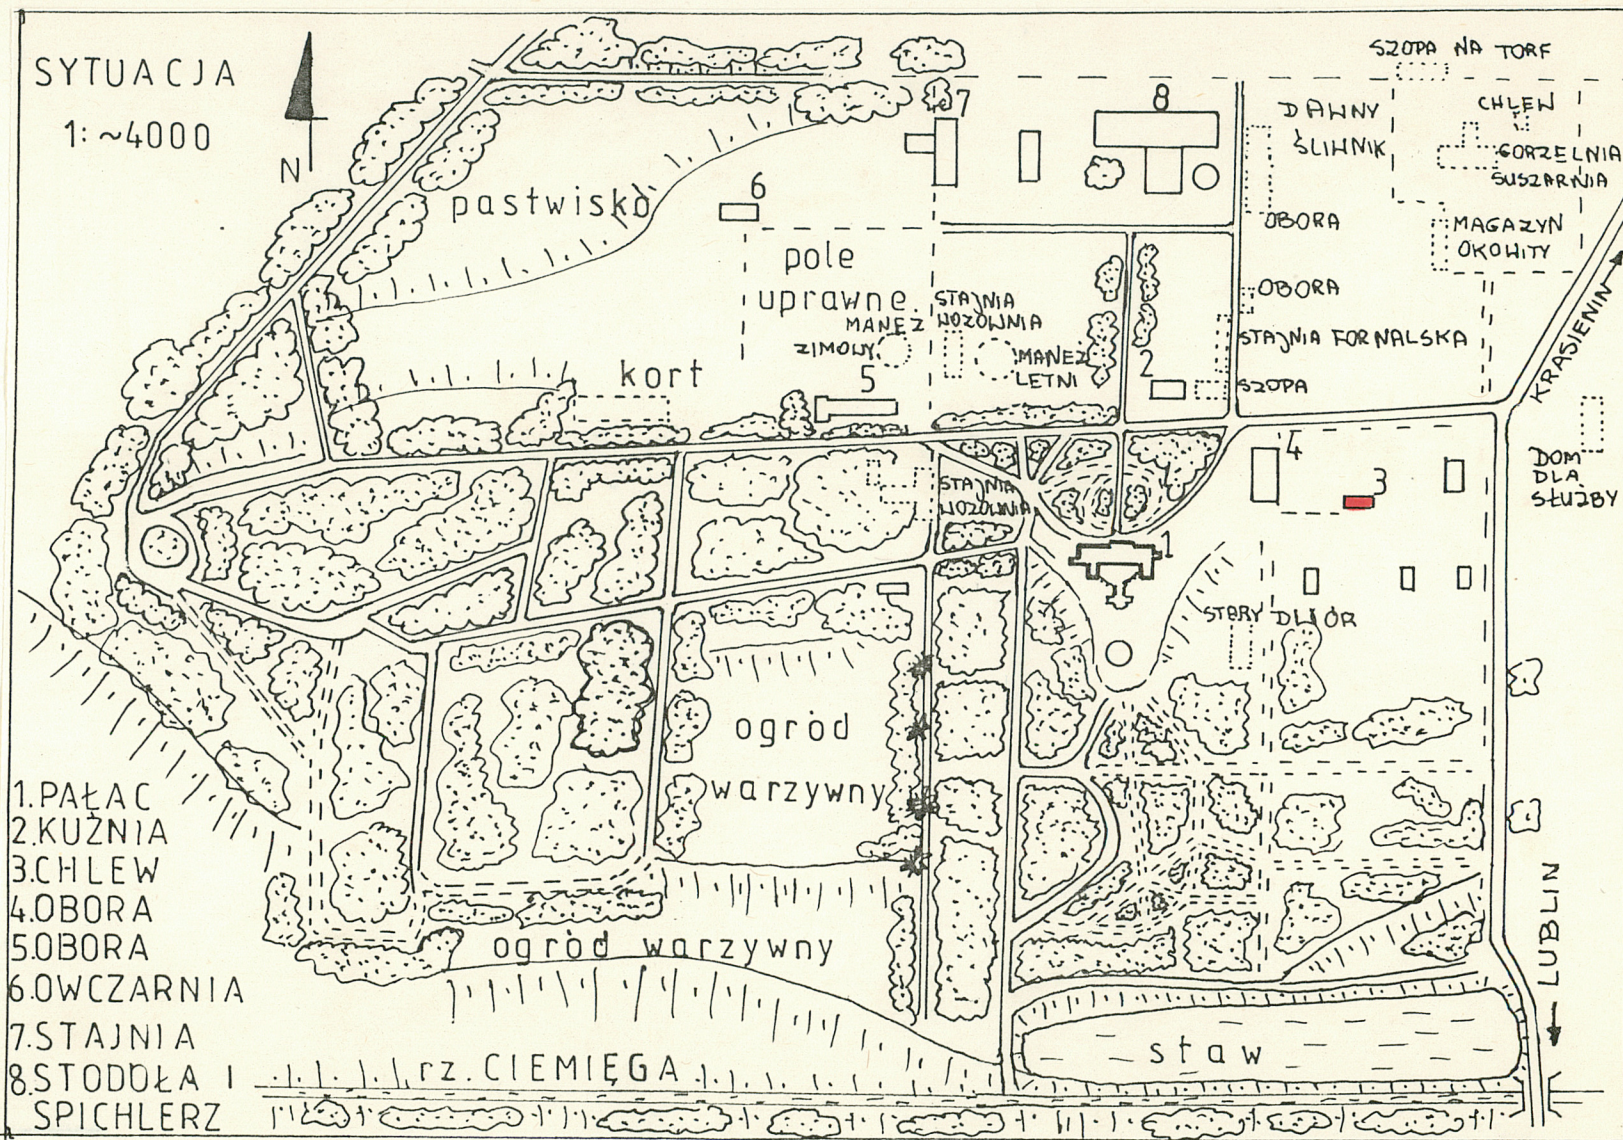 SYTUACJA
1: ~4000
N
SZOPA NA TORF
7
8
DAWNY
ŚLIWNIK
CHLEW
GORZELNIA
SUSZARNIA
pastwisko
6
OBORA
MAGAZYN
OKOWITY
pole
uprawne
STAJNIA
WOZOWNIA
MANEŻ
ZIMOWY
MANEŻ
LETNI
OBORA
STAJNIA FORNALSKA
KRASIENIN
kort
5
2
SZOPA
4
3
DOM
DLA
SŁUŻBY
STAJNIA
WOZOWNIA
1
STARY DWÓR
ogród
warzywny
1.PAŁAC
2.KUŹNIA
3.CHLEW
4.OBORA
5.OBORA
6.OWCZARNIA
7.STAJNIA
8.STODOŁA I
SPICHLERZ
ogród warzywny
LUBLIN
staw
rz. CIEMIĘGA